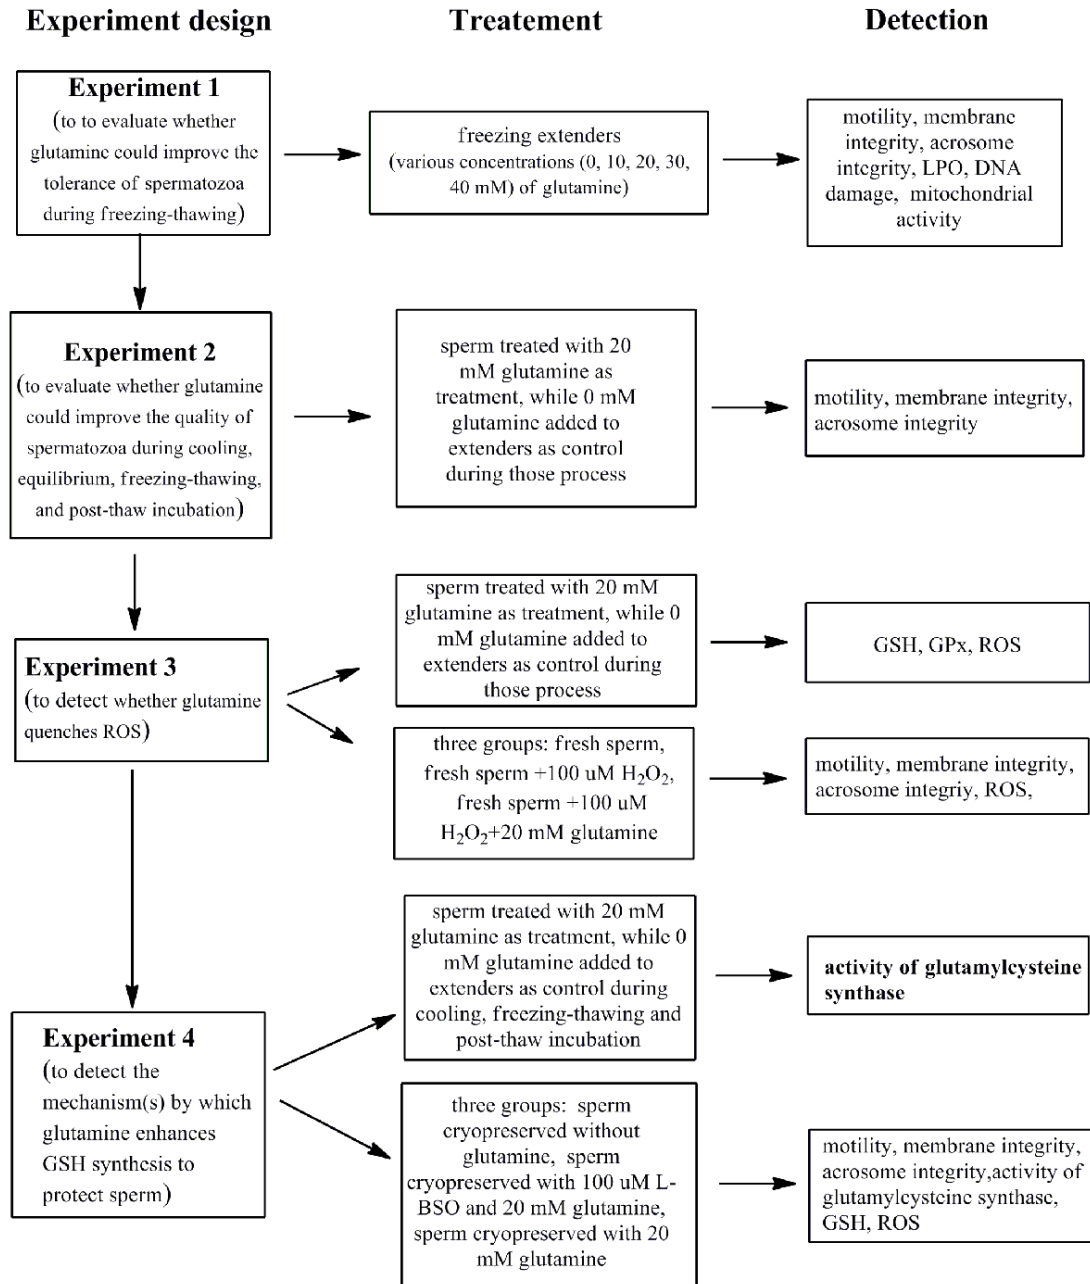 Experiment design
Treatement
Detection
Experiment 1
(to to evaluate whether
glutamine could improve the
tolerance of spermatozoa
during freezing-thawing)
freezing extenders
(various concentrations (0, 10, 20, 30,
40 mM) of glutamine)
motility, membrane
integrity, acrosome
integrity, LPO, DNA
damage, mitochondrial
activity
Experiment 2
(to evaluate whether glutamine
could improve the quality of
spermatozoa during cooling,
equilibrium, freezing-thawing,
and post-thaw incubation)
sperm treated with 20
mM glutamine as
treatment, while 0 mM
glutamine added to
extenders as control
during those process
motility, membrane integrity,
acrosome integrity
Experiment 3
(to detect whether glutamine
quenches ROS)
sperm treated with 20 mM
glutamine as treatment, while 0
mM glutamine added to
extenders as control during
those process
GSH, GPx, ROS
three groups: fresh sperm,
fresh sperm +100 uM H₂O₂,
fresh sperm +100 uM
H₂O₂+20 mM glutamine
motility, membrane integrity,
acrosome integriy, ROS,
Experiment 4
(to detect the
mechanism(s) by which
glutamine enhances
GSH synthesis to
protect sperm)
sperm treated with 20 mM
glutamine as treatment, while 0
mM glutamine added to
extenders as control during
cooling, freezing-thawing and
post-thaw incubation
activity of glutamylcysteine
synthase
three groups: sperm
cryopreserved without
glutamine, sperm
cryopreserved with 100 uM L-
BSO and 20 mM glutamine,
sperm cryopreserved with 20
mM glutamine
motility, membrane integrity,
acrosome integrity,activity of
glutamylcysteine synthase,
GSH, ROS